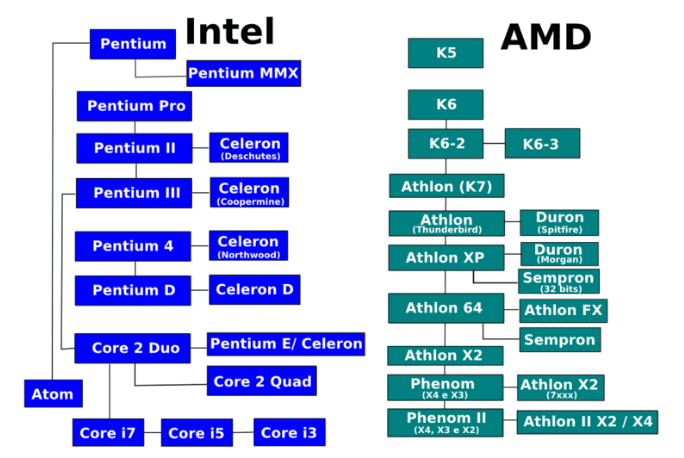 Intel
Pentium
Pentium MMX
Pentium Pro
Pentium II
Celeron
(Deschutes)
Pentium III
Celeron
(Coopermine)
Pentium 4
Celeron
(Northwood)
Pentium D
Celeron D
Core 2 Duo
Pentium E/ Celeron
Core 2 Quad
Atom
Core i7
Core i5
Core i3
AMD
K5
K6
K6-2
K6-3
Athlon (K7)
Athlon
(Thunderbird)
Duron
(Spitfire)
Athlon XP
Duron
(Morgan)
Sempron
(32 bits)
Athlon 64
Athlon FX
Sempron
Athlon X2
Phenom
(X4 e X3)
Athlon X2
(7xxx)
Phenom II
(X4, X3 e X2)
Athlon II X2 / X4